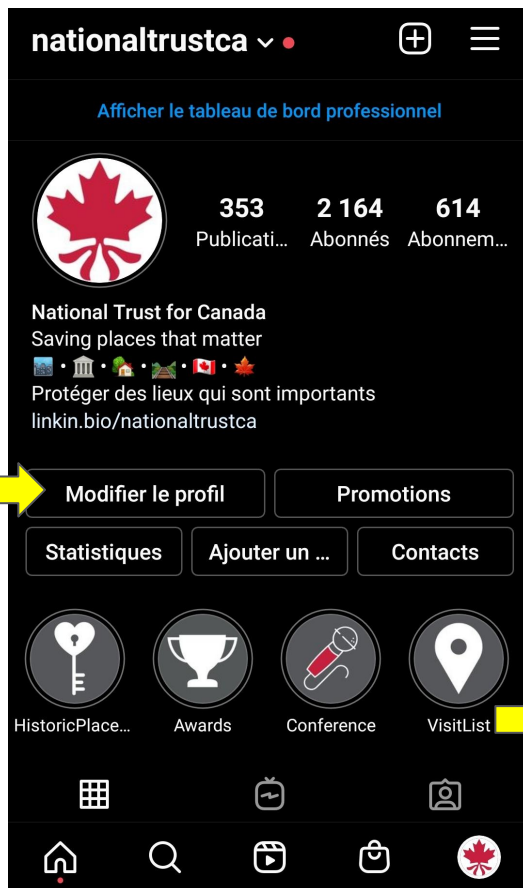 nationaltrustca
Afficher le tableau de bord professionnel
353 2 164 614
Publicati... Abonnés Abonnem...
National Trust for Canada
Saving places that matter
🏙️ • 🏛️ • 🏡 • 🛤️ • 🇨🇦 • 🍁
Protéger des lieux qui sont importants
linkin.bio/nationaltrustca
Modifier le profil Promotions
Statistiques Ajouter un ... Contacts
HistoricPlace... Awards Conference VisitList